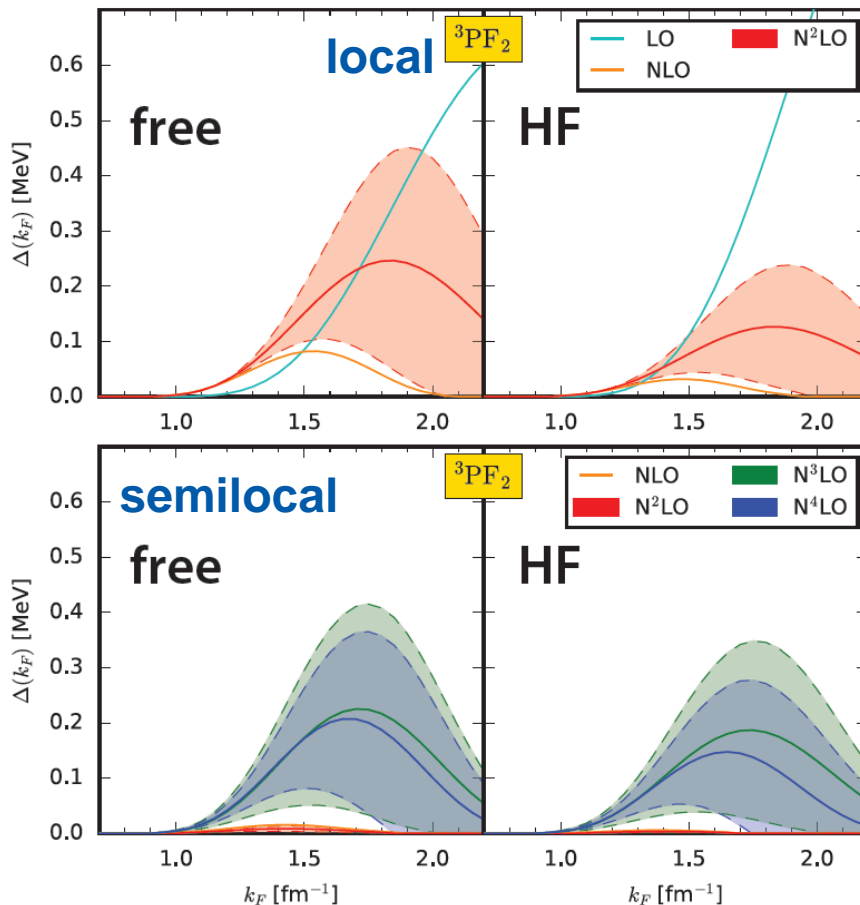 ³PF₂
local
free
HF
LO
NLO
N²LO
Δ(k_F) [MeV]
0.6
0.5
0.4
0.3
0.2
0.1
0.0
1.0 1.5 2.0
1.0 1.5 2.0
³PF₂
semilocal
free
HF
NLO
N²LO
N³LO
N⁴LO
Δ(k_F) [MeV]
0.6
0.5
0.4
0.3
0.2
0.1
0.0
1.0 1.5 2.0
1.0 1.5 2.0
k_F [fm⁻¹]
k_F [fm⁻¹]